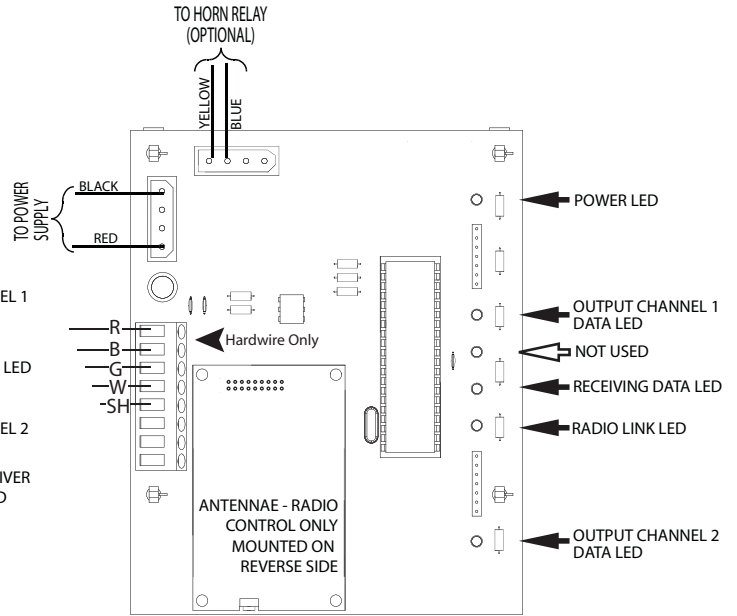 TO HORN RELAY
(OPTIONAL)
YELLOW
BLUE
TO POWER
SUPPLY
BLACK
RED
POWER LED
EL 1
R
B
G
W
SH
Hardwire Only
OUTPUT CHANNEL 1
DATA LED
NOT USED
LED
RECEIVING DATA LED
EL 2
RADIO LINK LED
IVER
D
ANTENNAE - RADIO
CONTROL ONLY
MOUNTED ON
REVERSE SIDE
OUTPUT CHANNEL 2
DATA LED